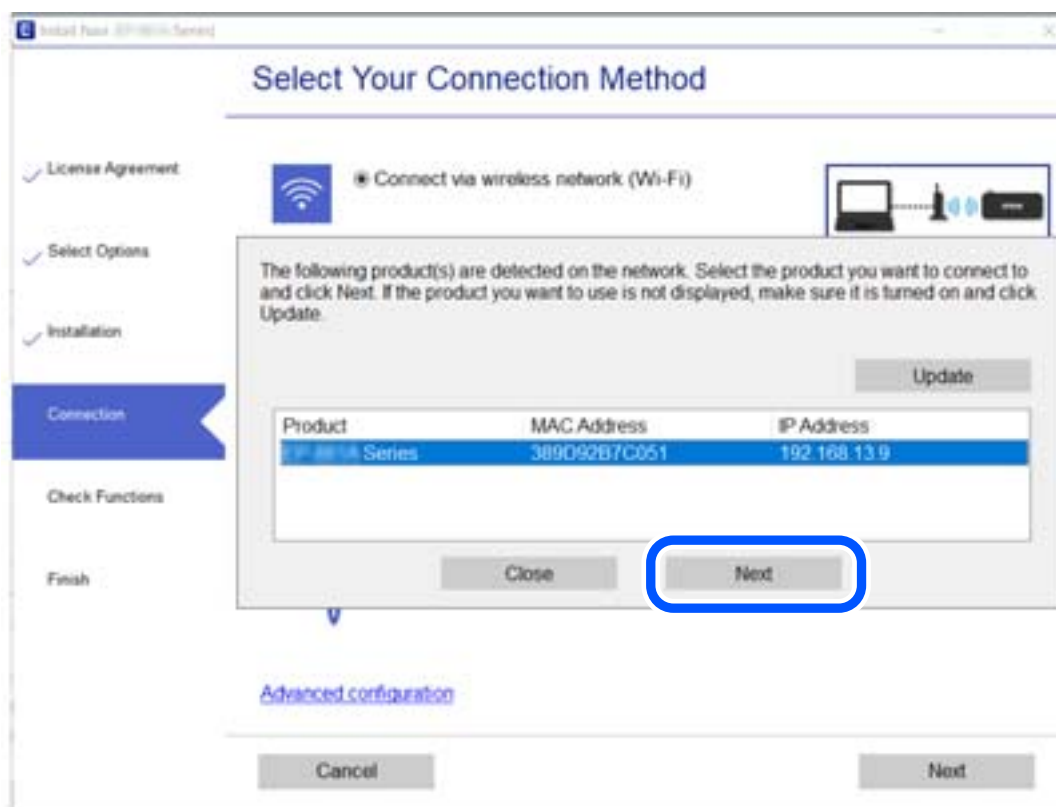 Install Navi
Select Your Connection Method
License Agreement
Connect via wireless network (Wi-Fi)
Select Options
The following product(s) are detected on the network. Select the product you want to connect to
and click Next. If the product you want to use is not displayed, make sure it is turned on and click
Update.
Installation
Update
Connection
Product MAC Address IP Address
Series 389D92B7C051 192.168.13.9
Check Functions
Close Next
Finish
Advanced configuration
Cancel Next